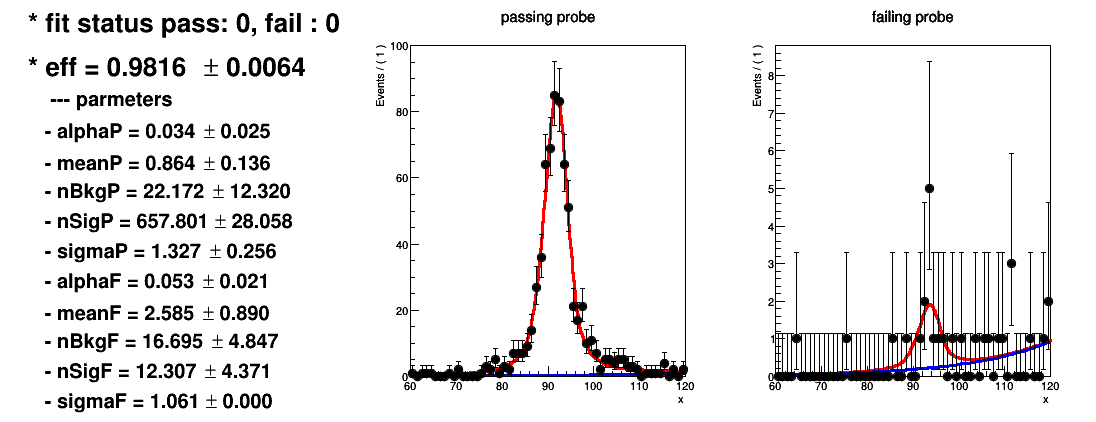 * fit status pass: 0, fail : 0
* eff = 0.9816 ± 0.0064
--- parmeters
- alphaP = 0.034 ± 0.025
- meanP = 0.864 ± 0.136
- nBkgP = 22.172 ± 12.320
- nSigP = 657.801 ± 28.058
- sigmaP = 1.327 ± 0.256
- alphaF = 0.053 ± 0.021
- meanF = 2.585 ± 0.890
- nBkgF = 16.695 ± 4.847
- nSigF = 12.307 ± 4.371
- sigmaF = 1.061 ± 0.000
passing probe
Events / ( 1 )
100
80
60
40
20
0
60 70 80 90 100 110 120
x
failing probe
Events / ( 1 )
8
7
6
5
4
3
2
1
0
60 70 80 90 100 110 120
x